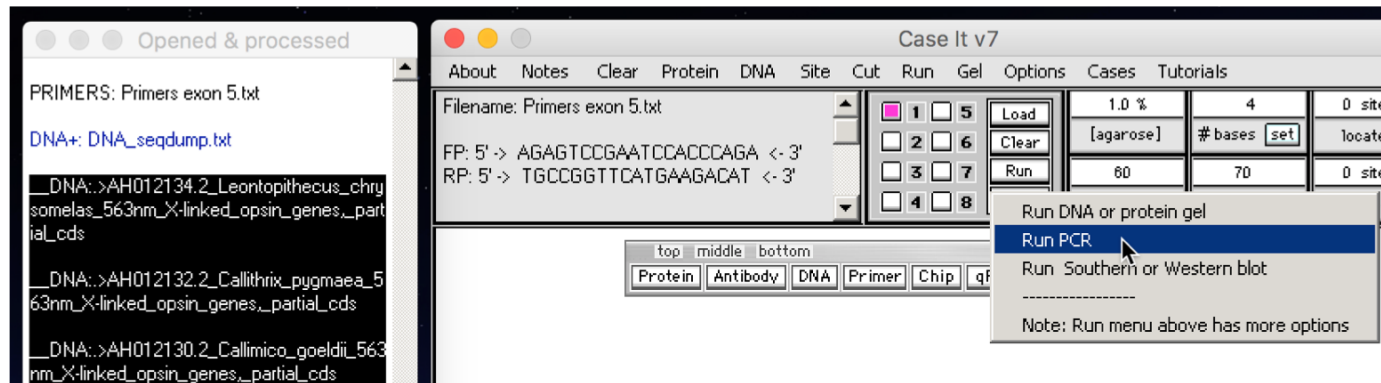 Opened & processed
PRIMERS: Primers exon 5.txt
DNA+: DNA_seqdump.txt
__DNA:.>AH012134.2_Leontopithecus_chry
somelas_563nm_X-linked_opsin_genes,_part
ial_cds
__DNA:.>AH012132.2_Callithrix_pygmaea_5
63nm_X-linked_opsin_genes,_partial_cds
__DNA:.>AH012130.2_Callimico_goeldii_563
nm_X-linked_opsin_genes,_partial_cds
Case It v7
About Notes Clear Protein DNA Site Cut Run Gel Options Cases Tutorials
Filename: Primers exon 5.txt
FP: 5' -> AGAGTCCGAATCCACCCAGA <- 3'
RP: 5' -> TGCCGGTTCATGAAGACAT <- 3'
1 5 Load
2 6 Clear
3 7 Run
4 8
1.0 % 4 0 site
[agarose] # bases set locate
60 70 0 site
Run DNA or protein gel
Run PCR
Run Southern or Western blot
------------------
Note: Run menu above has more options
top middle bottom
Protein Antibody DNA Primer Chip